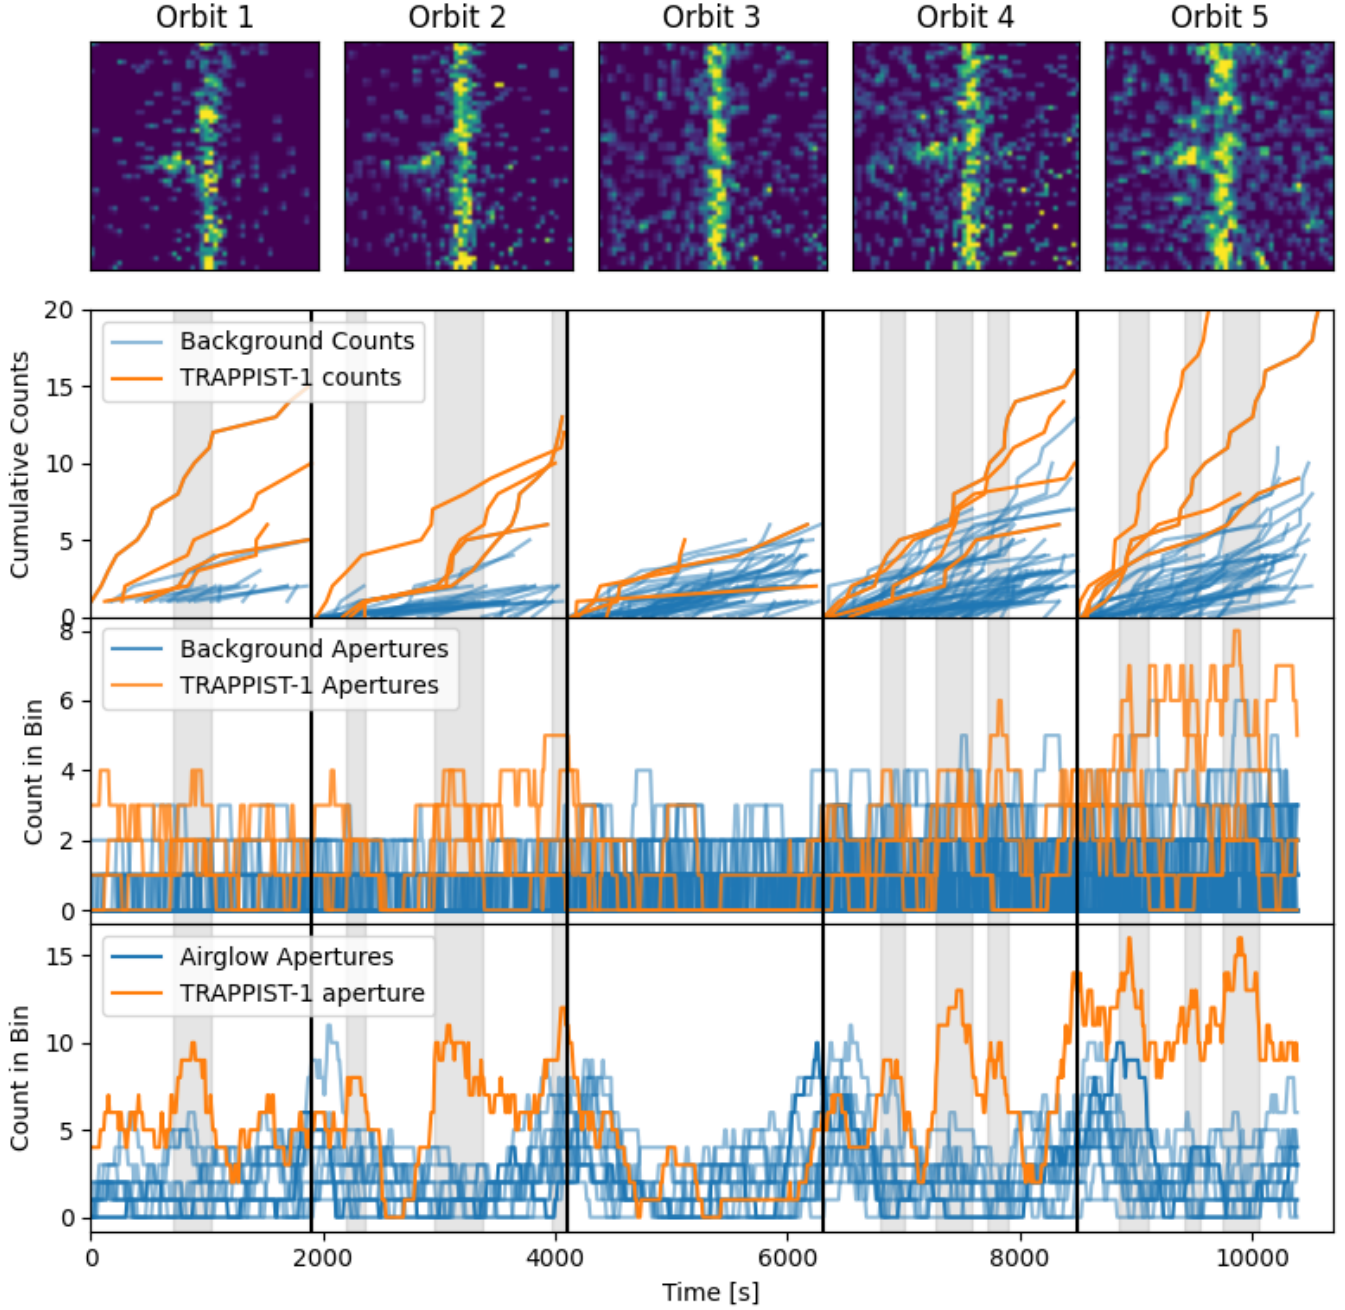 Orbit 1 Orbit 2 Orbit 3 Orbit 4 Orbit 5
20
15
10
5
0
Cumulative Counts
Background Counts
TRAPPIST-1 counts
8
6
4
2
0
Count in Bin
Background Apertures
TRAPPIST-1 Apertures
15
10
5
0
Count in Bin
Airglow Apertures
TRAPPIST-1 aperture
0 2000 4000 6000 8000 10000
Time [s]